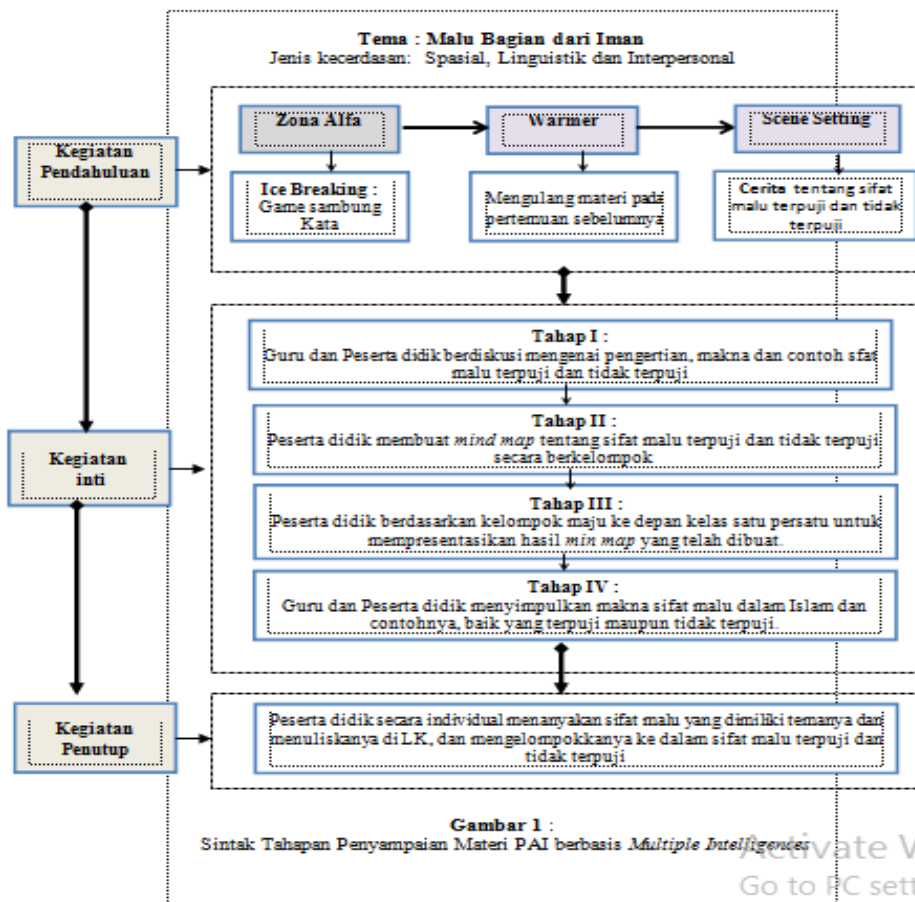 Tema : Malu Bagian dari Iman
Jenis kecerdasan: Spasial, Linguistik dan Interpersonal
Kegiatan
Pendahuluan
Zona Alfa
Warmer
Scene Setting
Ice Breaking :
Game sambung
Kata
Mengulang materi pada
pertemuan sebelumnya
Cerita tentang sifat
malu terpuji dan tidak
terpuji
Kegiatan
inti
Tahap I :
Guru dan Peserta didik berdiskusi mengenai pengertian, makna dan contoh sfat
malu terpuji dan tidak terpuji
Tahap II :
Peserta didik membuat mind map tentang sifat malu terpuji dan tidak terpuji
secara berkelompok
Tahap III :
Peserta didik berdasarkan kelompok maju ke depan kelas satu persatu untuk
mempresentasikan hasil min map yang telah dibuat.
Tahap IV :
Guru dan Peserta didik menyimpulkan makna sifat malu dalam Islam dan
contohnya, baik yang terpuji maupun tidak terpuji.
Kegiatan
Penutup
Peserta didik secara individual menanyakan sifat malu yang dimiliki temanya dan
menuliskanya di LK, dan mengelompokkanya ke dalam sifat malu terpuji dan
tidak terpuji
Gambar 1 :
Sintak Tahapan Penyampaian Materi PAI berbasis Multiple Intelligences
Activate W
Go to PC sett